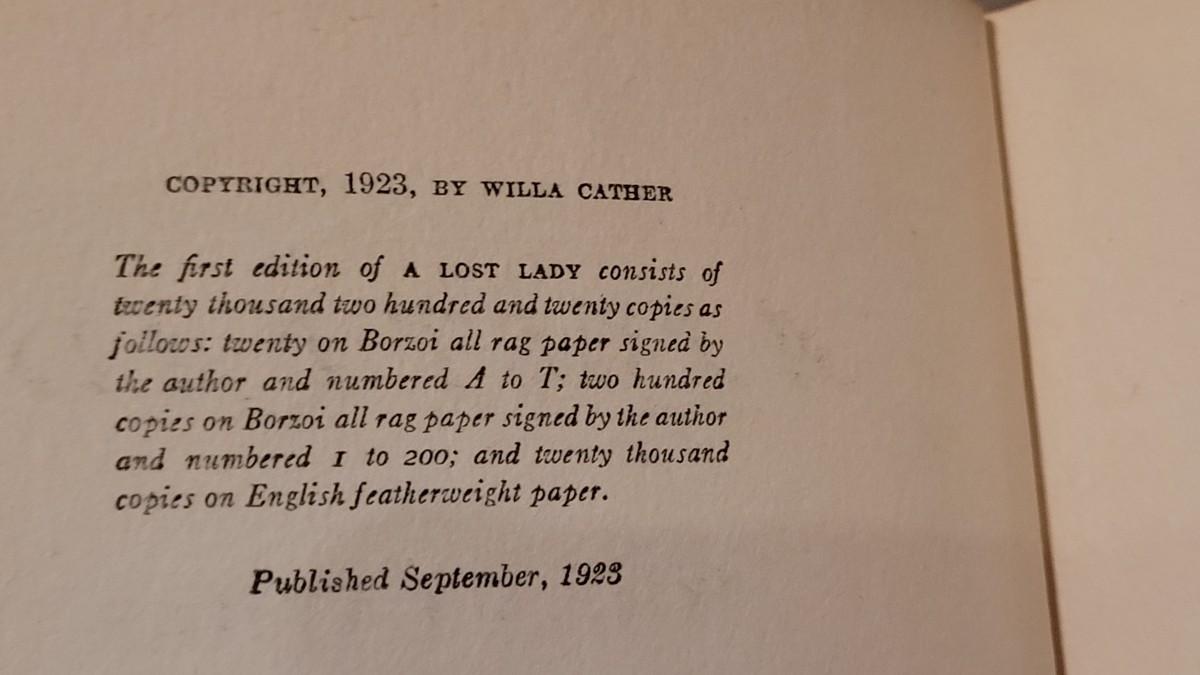 COPYRIGHT, 1923, BY WILLA CATHER
The first edition of A LOST LADY consists of
twenty thousand two hundred and twenty copies as
follows: twenty on Borzoi all rag paper signed by
the author and numbered A to T; two hundred
copies on Borzoi all rag paper signed by the author
and numbered 1 to 200; and twenty thousand
copies on English featherweight paper.
Published September, 1923